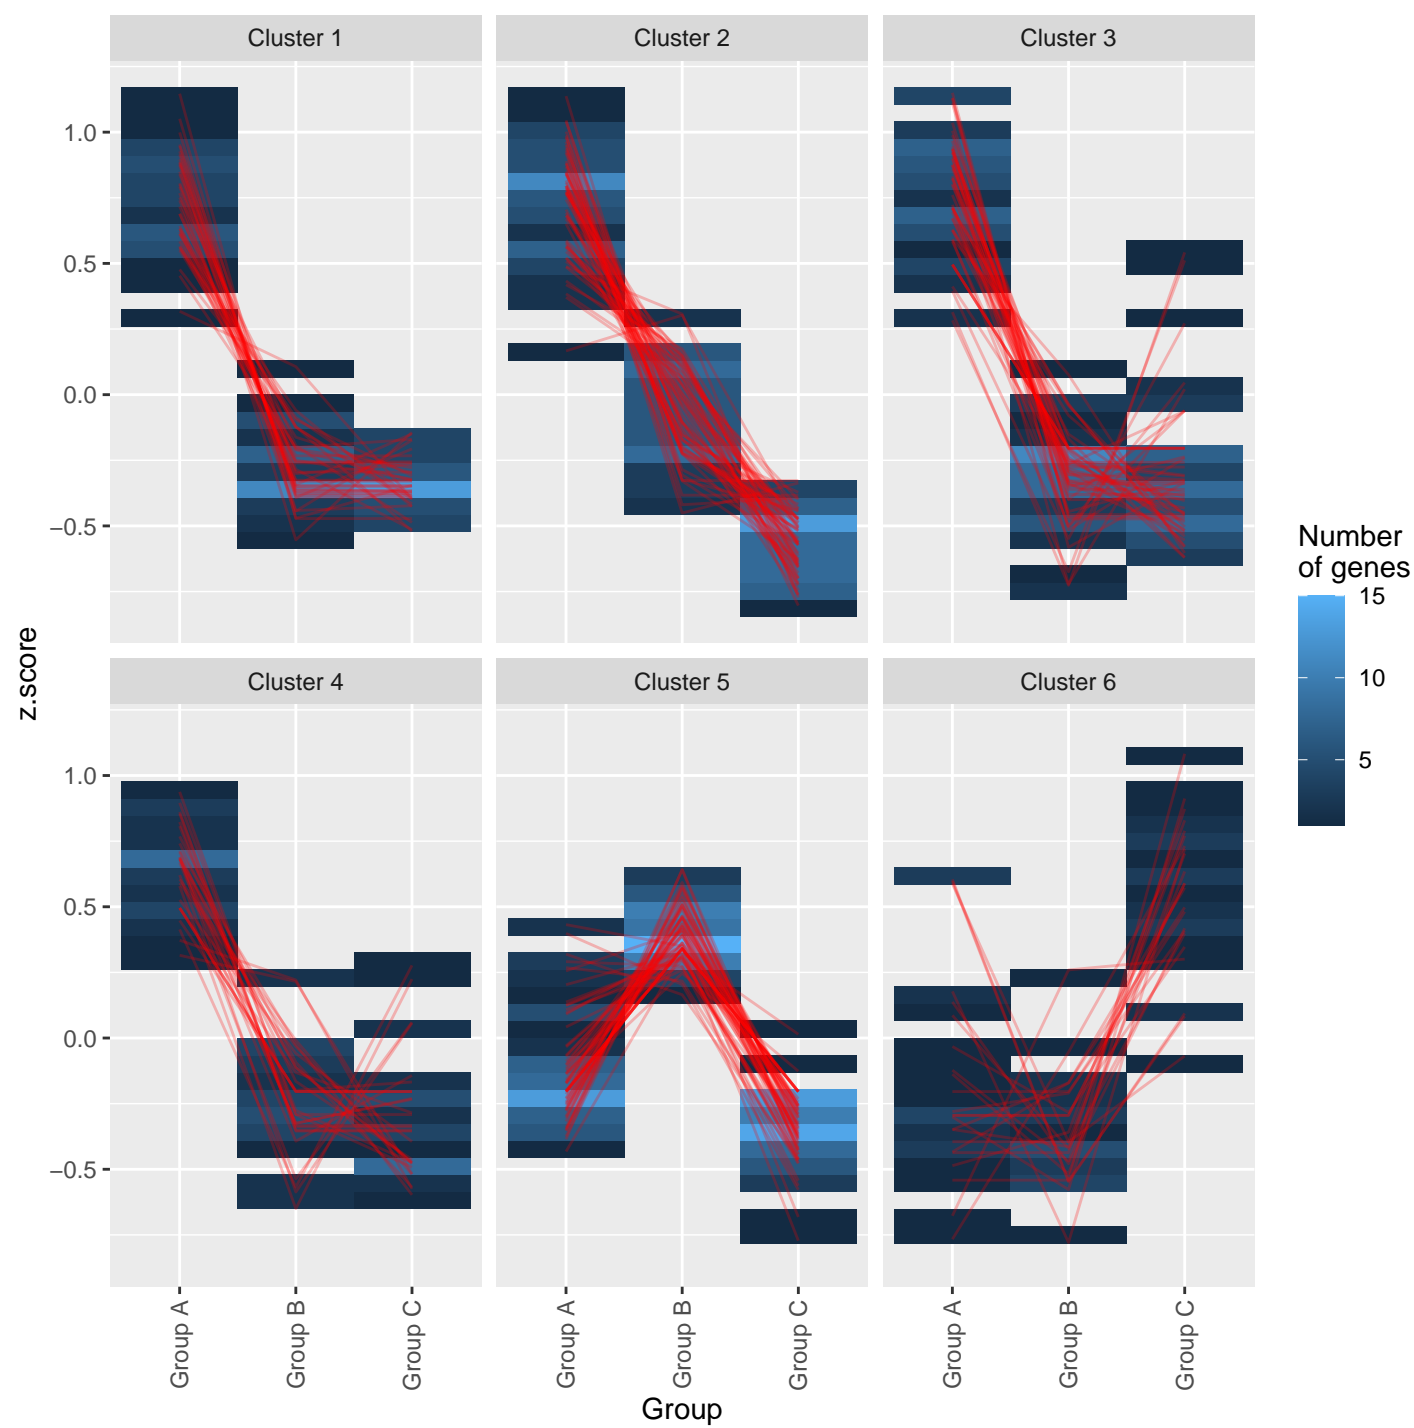 Cluster 1
Cluster 2
Cluster 3
1.0
0.5
0.0
−0.5
Cluster 4
Cluster 5
Cluster 6
1.0
0.5
0.0
−0.5
z.score
Group A
Group B
Group C
Group A
Group B
Group C
Group A
Group B
Group C
Group
Number
of genes
15
10
5